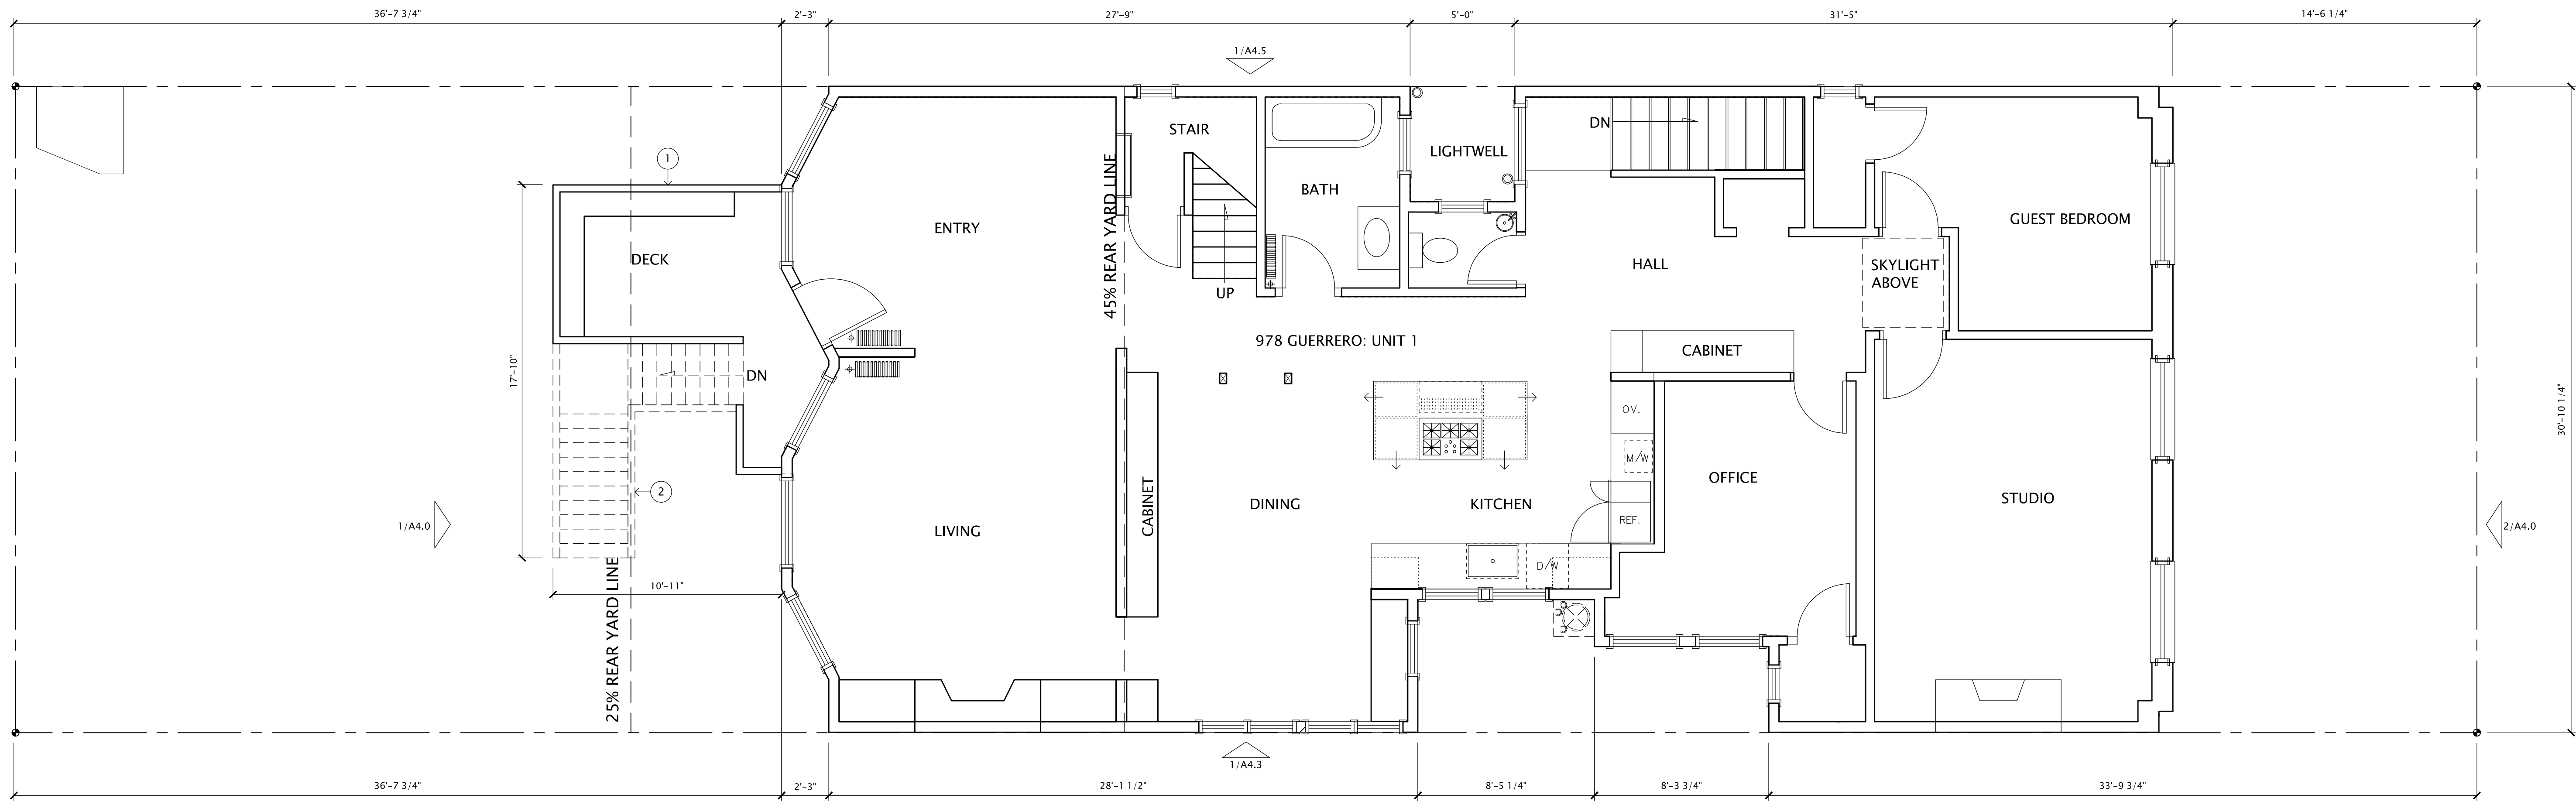 36'-7 3/4"
2'-3"
27'-9"
5'-0"
31'-5"
14'-6 1/4"
1/A4.5
STAIR
DN
LIGHTWELL
1
BATH
45% REAR YARD LINE
ENTRY
GUEST BEDROOM
DECK
HALL
SKYLIGHT
ABOVE
UP
978 GUERRERO: UNIT 1
CABINET
17'-10"
DN
30'-10 1/4"
OV.
M/W
OFFICE
2
CABINET
DINING
KITCHEN
STUDIO
REF.
1/A4.0
2/A4.0
LIVING
D/W
10'-11"
25% REAR YARD LINE
1/A4.3
36'-7 3/4"
2'-3"
28'-1 1/2"
8'-5 1/4"
8'-3 3/4"
33'-9 3/4"